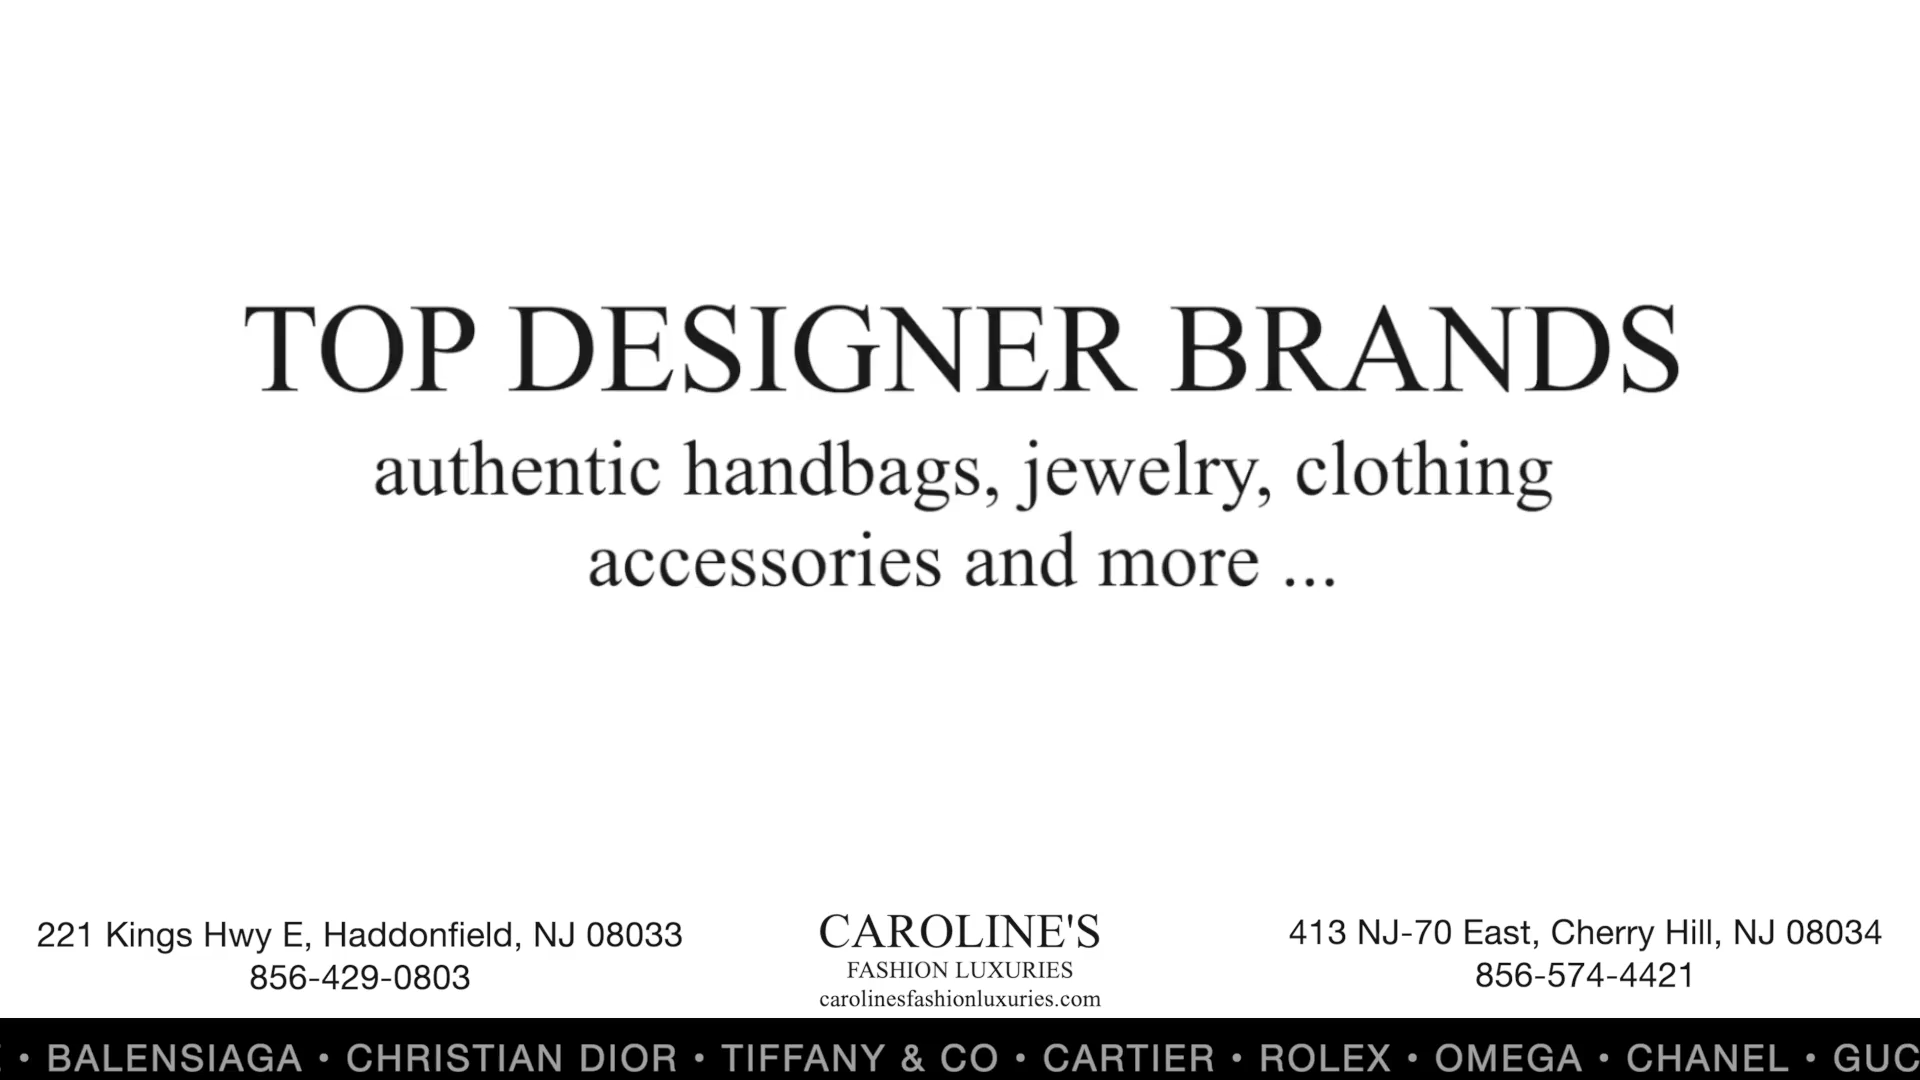 TOP DESIGNER BRANDS
authentic handbags, jewelry, clothing
accessories and more ...
221 Kings Hwy E, Haddonfield, NJ 08033
856-429-0803
CAROLINE'S
FASHION LUXURIES
carolinesfashionluxuries.com
413 NJ-70 East, Cherry Hill, NJ 08034
856-574-4421
• BALENSIAGA • CHRISTIAN DIOR • TIFFANY & CO • CARTIER • ROLEX • OMEGA • CHANEL • GUC